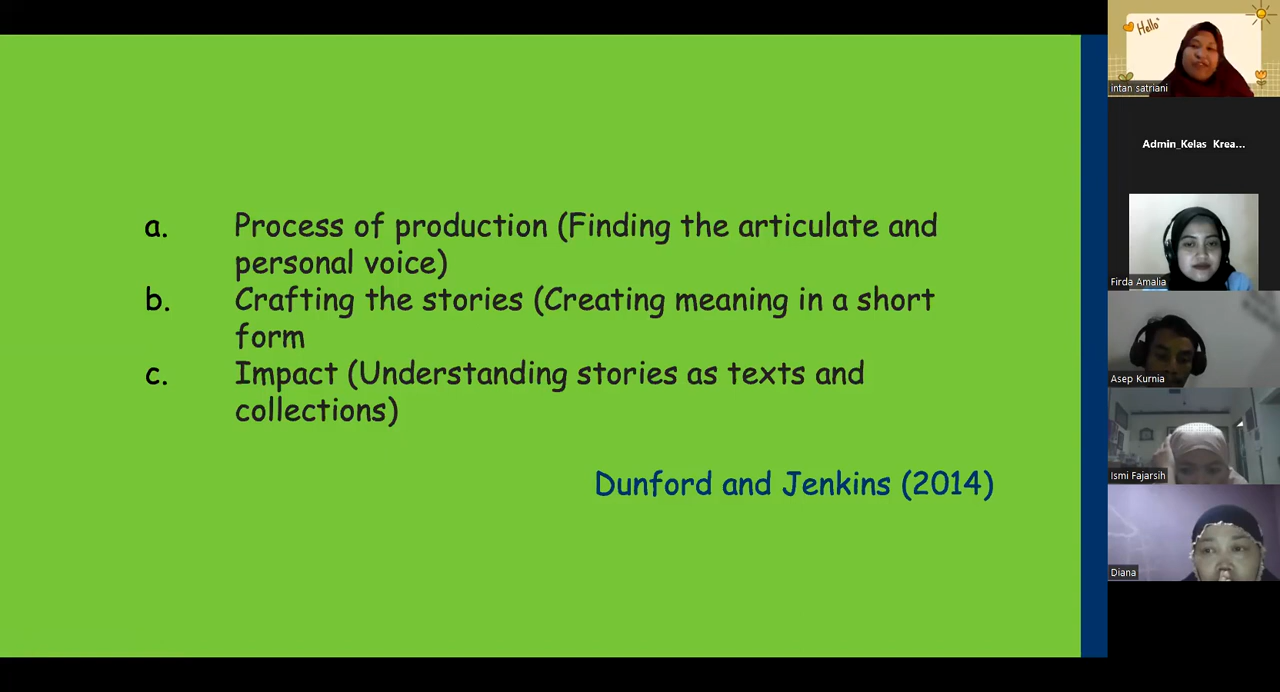 a. Process of production (Finding the articulate and
personal voice)
b. Crafting the stories (Creating meaning in a short
form
c. Impact (Understanding stories as texts and
collections)
Dunford and Jenkins (2014)
Hello
intan satriani
Admin_Kelas Krea...
Firda Amalia
Asep Kurnia
Ismi Fajarsih
Diana